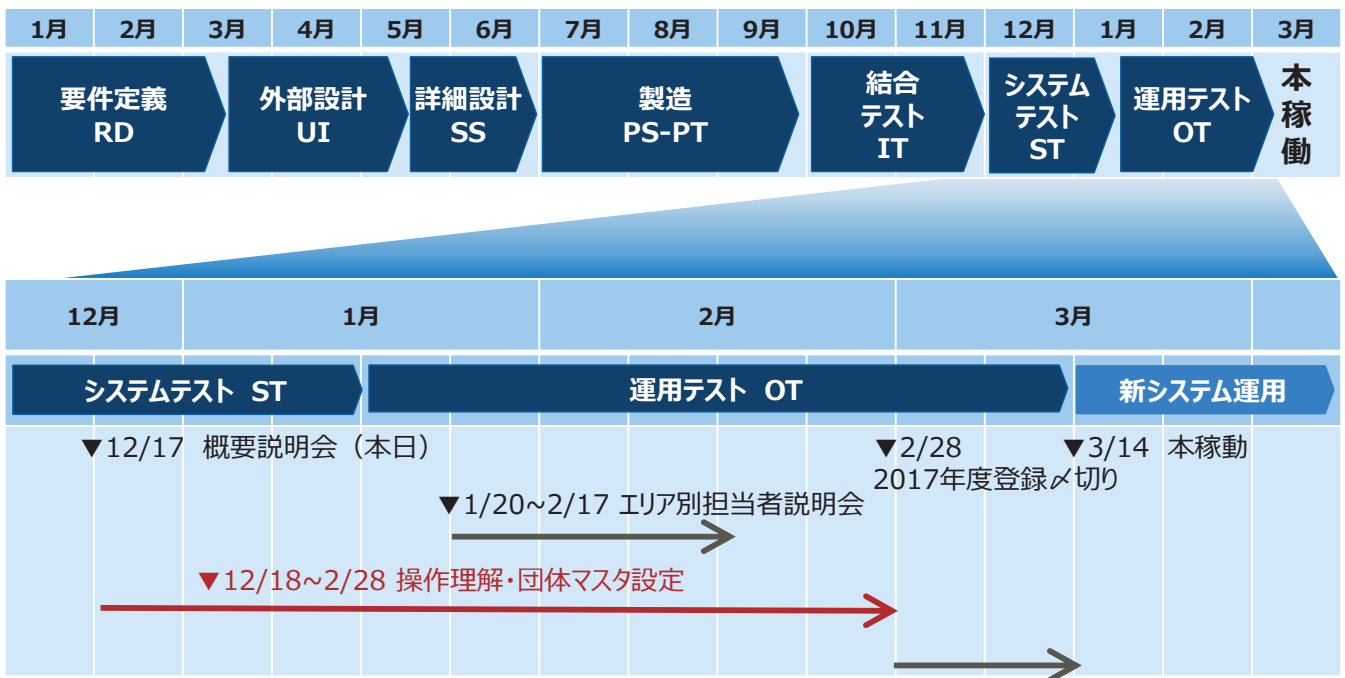 1月 2月 3月 4月 5月 6月 7月 8月 9月 10月 11月 12月 1月 2月 3月
要件定義
RD
外部設計
UI
詳細設計
SS
製造
PS-PT
結合
テスト
IT
システム
テスト
ST
運用テスト
OT
本
稼
働
12月 1月 2月 3月
システムテスト ST 運用テスト OT 新システム運用
▼12/17 概要説明会（本日）
▼2/28
2017年度登録〆切り
▼3/14 本稼働
▼1/20~2/17 エリア別担当者説明会
▼12/18~2/28 操作理解・団体マスタ設定